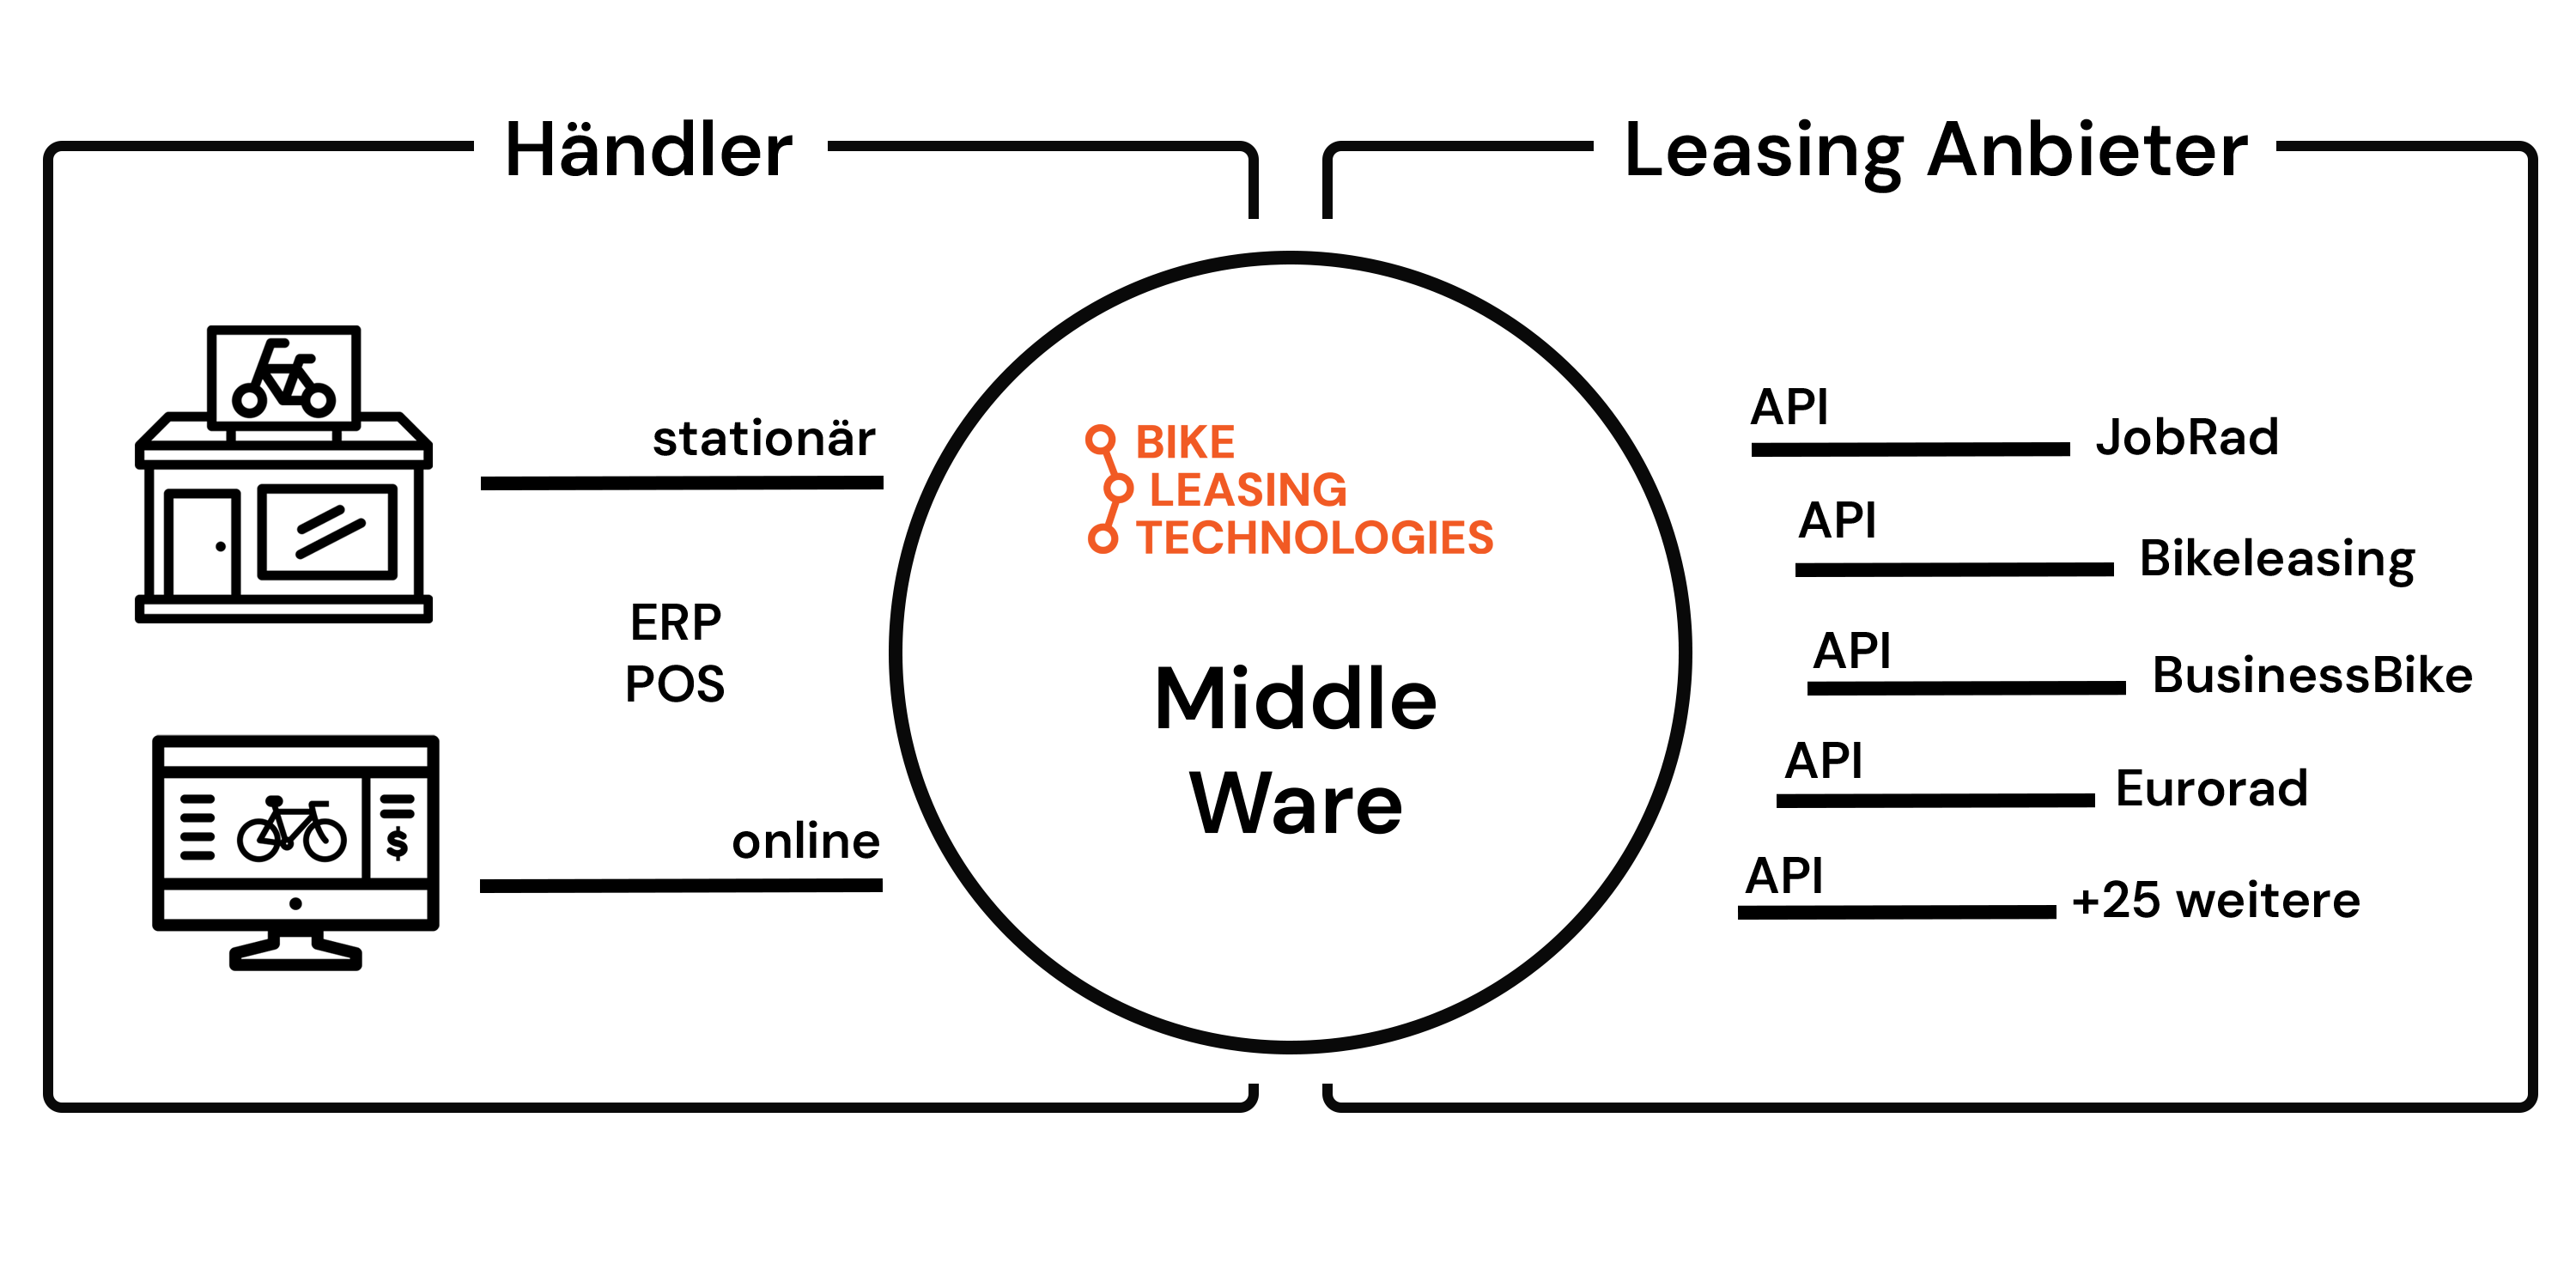 Händler
Leasing Anbieter
stationär
ERP
POS
online
$
BIKE
LEASING
TECHNOLOGIES
Middle
Ware
API
JobRad
API
Bikeleasing
API
BusinessBike
API
Eurorad
API
+25 weitere